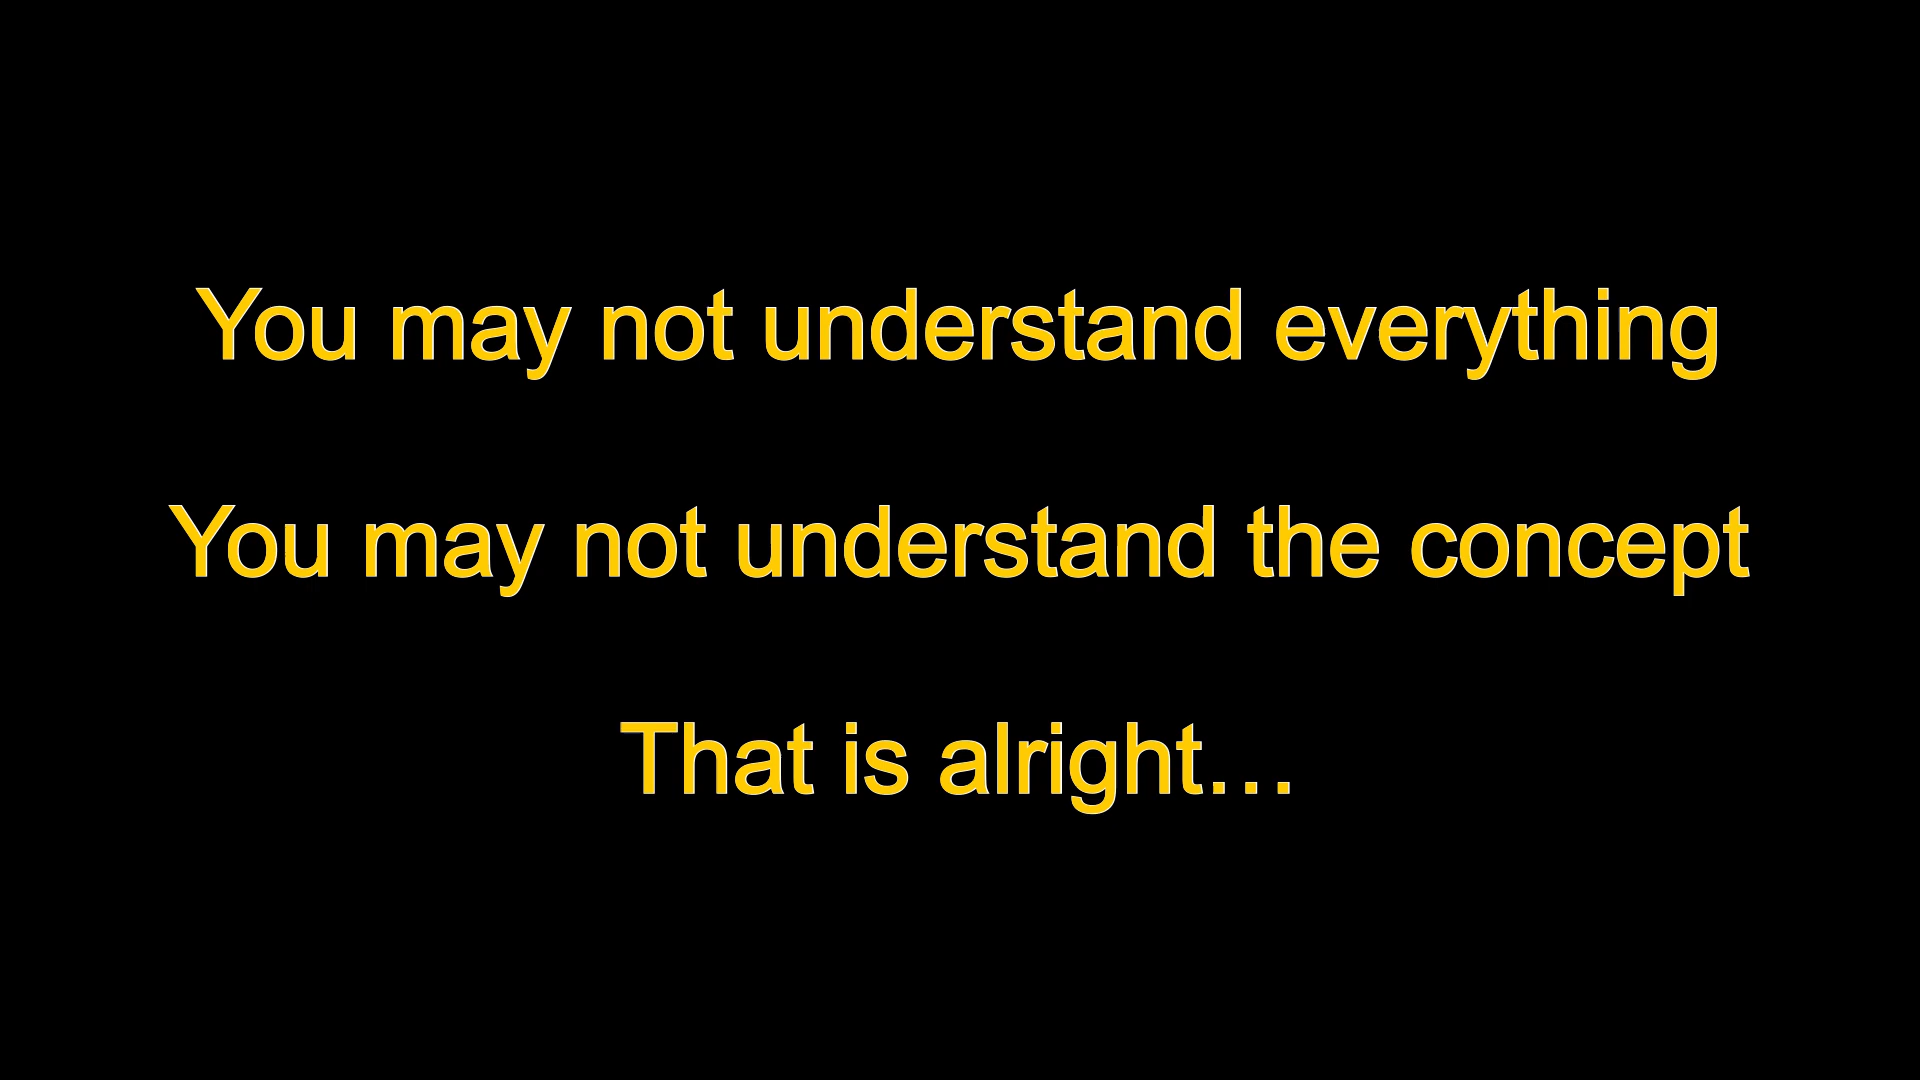 You may not understand everything
You may not understand the concept
That is alright…